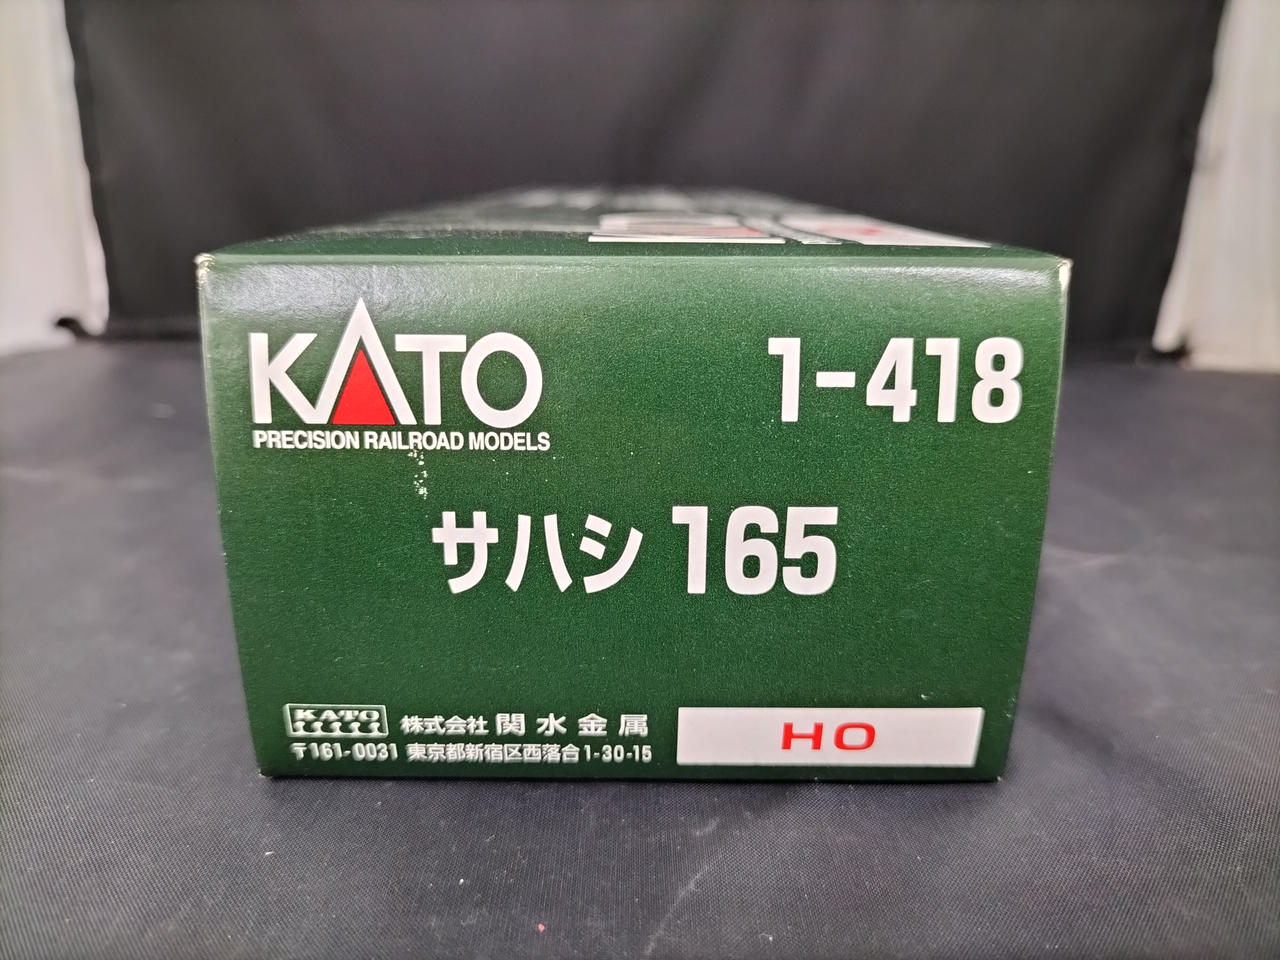 KATO 1-418
PRECISION RAILROAD MODELS
サハシ 165
KATO 株式会社 関水金属
〒161-0031 東京都新宿区西落合1-30-15
HO